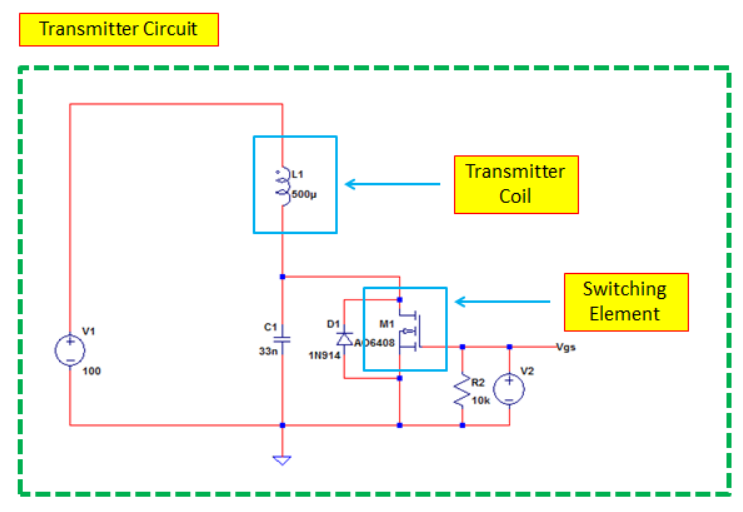 Transmitter Circuit
L1
500µ
Transmitter
Coil
Switching
Element
V1
100
C1
33n
D1
1N914
M1
AO6408
Vgs
R2
10k
V2